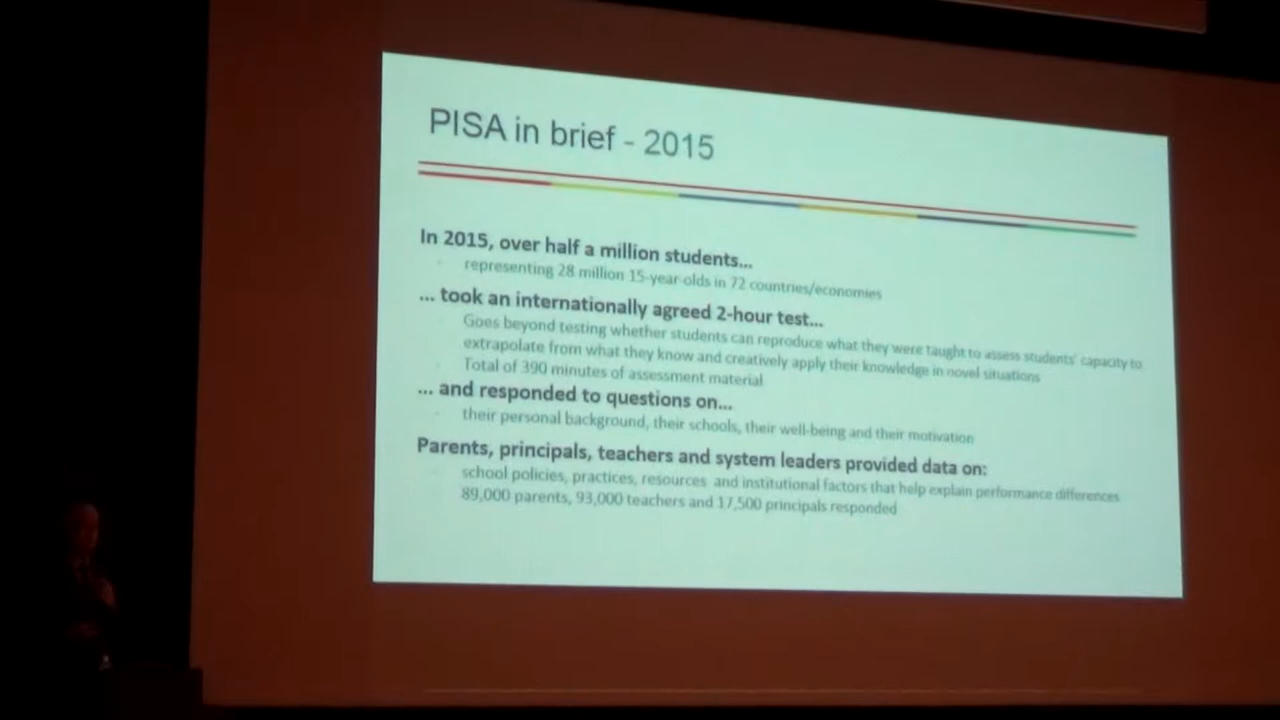 PISA in brief - 2015
In 2015, over half a million students...
representing 28 million 15-year-olds in 72 countries/economies
... took an internationally agreed 2-hour test...
Goes beyond testing whether students can reproduce what they were taught to assess students' capacity to
extrapolate from what they know and creatively apply their knowledge in novel situations
Total of 390 minutes of assessment material
... and responded to questions on...
their personal background, their schools, their well-being and their motivation
Parents, principals, teachers and system leaders provided data on:
school policies, practices, resources and institutional factors that help explain performance differences
89,000 parents, 93,000 teachers and 17,500 principals responded